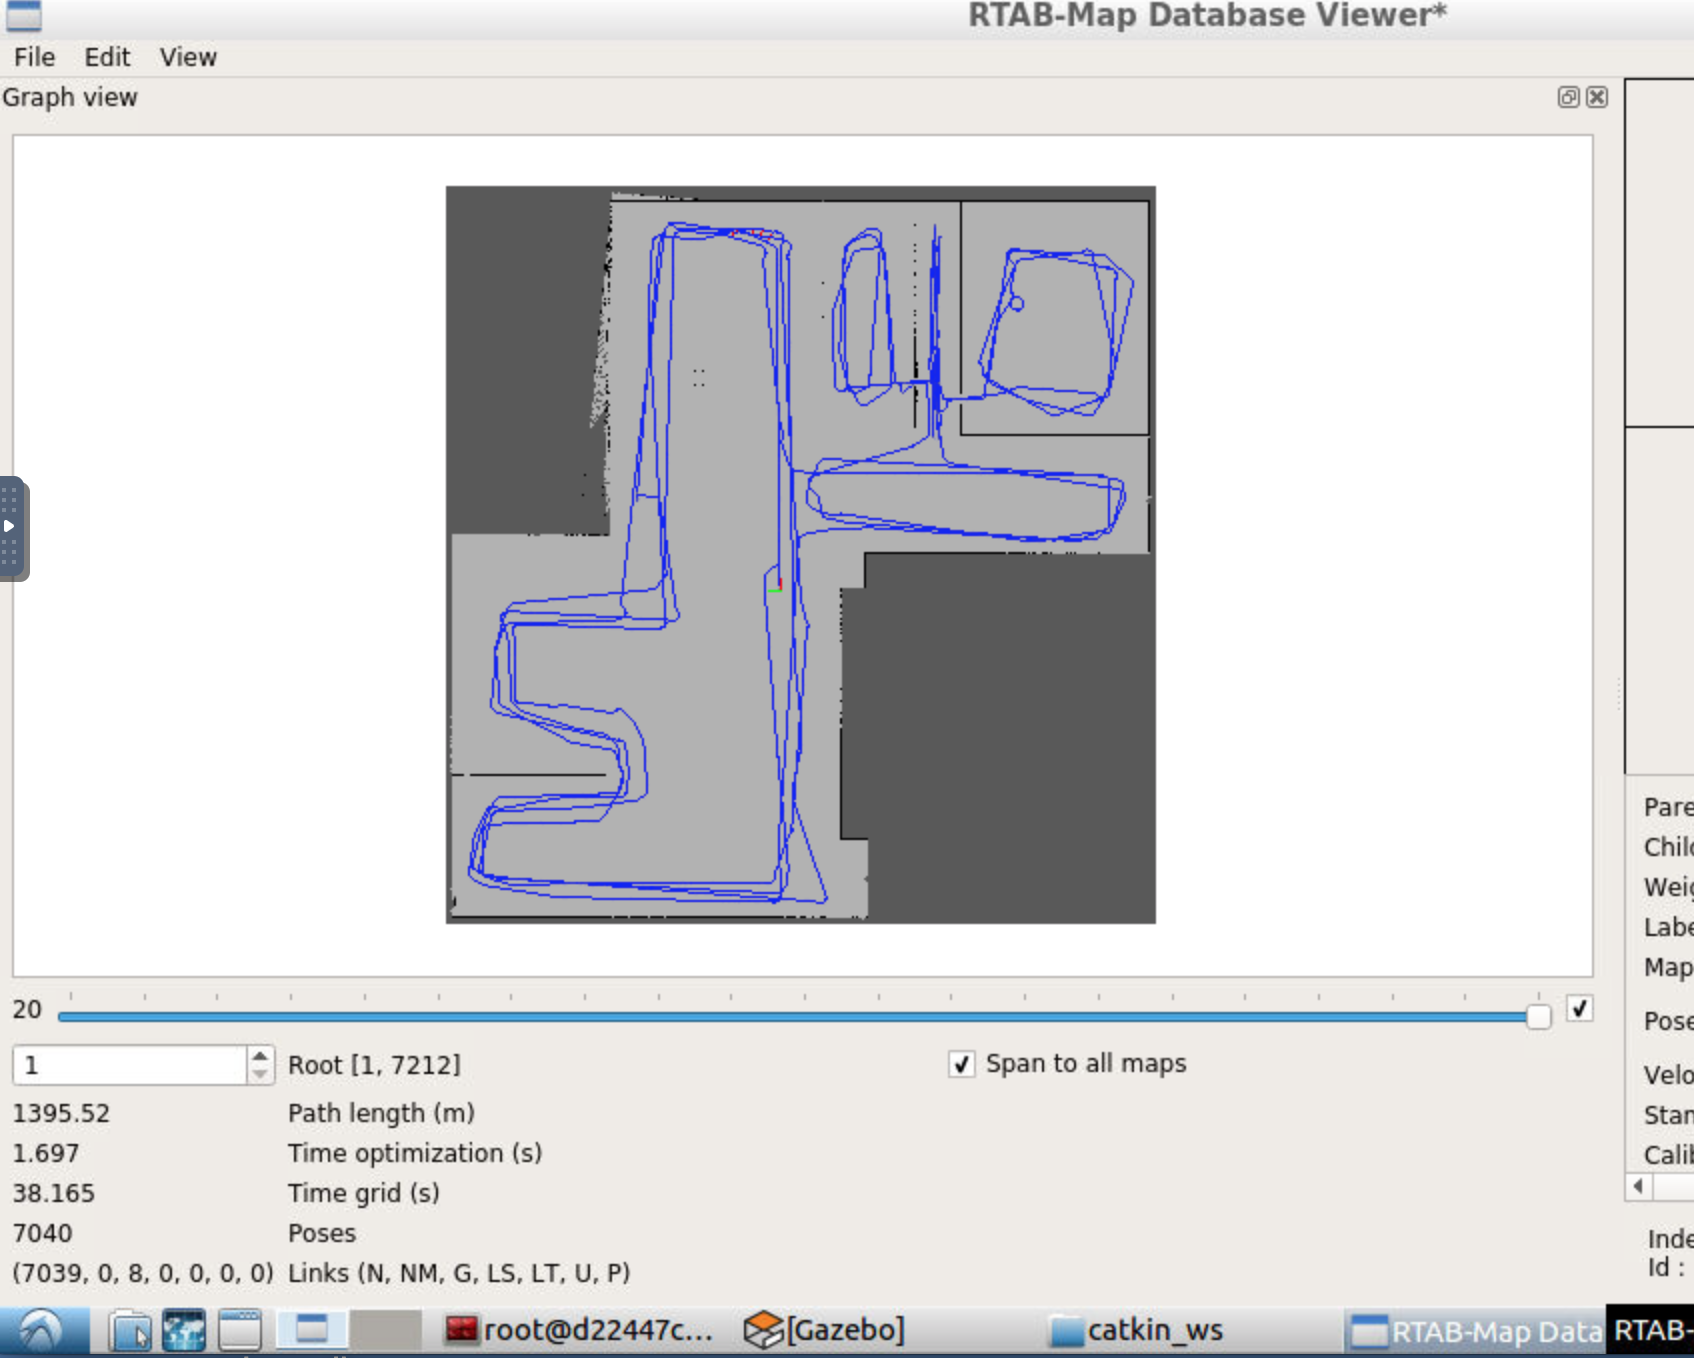 RTAB-Map Database Viewer*
File Edit View
Graph view
20
1 Root [1, 7212] Span to all maps
1395.52 Path length (m)
1.697 Time optimization (s)
38.165 Time grid (s)
7040 Poses
(7039, 0, 8, 0, 0, 0, 0) Links (N, NM, G, LS, LT, U, P)
Pare
Chil
Wei
Labe
Map
Pose
Velo
Stan
Calib
Inde
Id :
root@d22447c... [Gazebo] catkin_ws RTAB-Map Data RTAB-